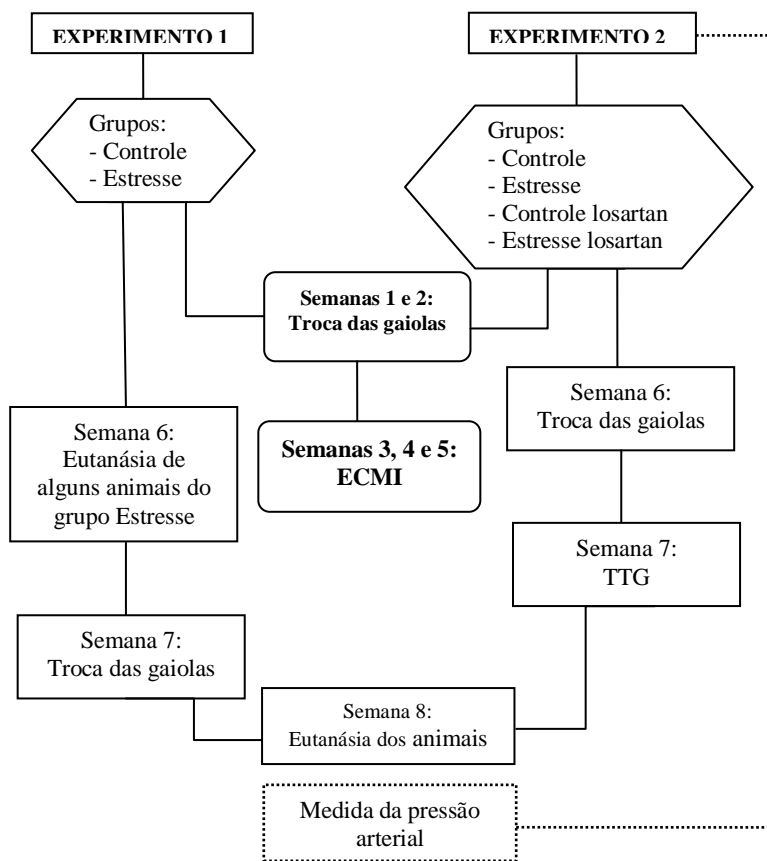 EXPERIMENTO 1
EXPERIMENTO 2
Grupos:
- Controle
- Estresse
Grupos:
- Controle
- Estresse
- Controle losartan
- Estresse losartan
Semanas 1 e 2:
Troca das gaiolas
Semana 6:
Troca das gaiolas
Semana 6:
Eutanásia de
alguns animais do
grupo Estresse
Semanas 3, 4 e 5:
ECMI
Semana 7:
TTG
Semana 7:
Troca das gaiolas
Semana 8:
Eutanásia dos animais
Medida da pressão
arterial